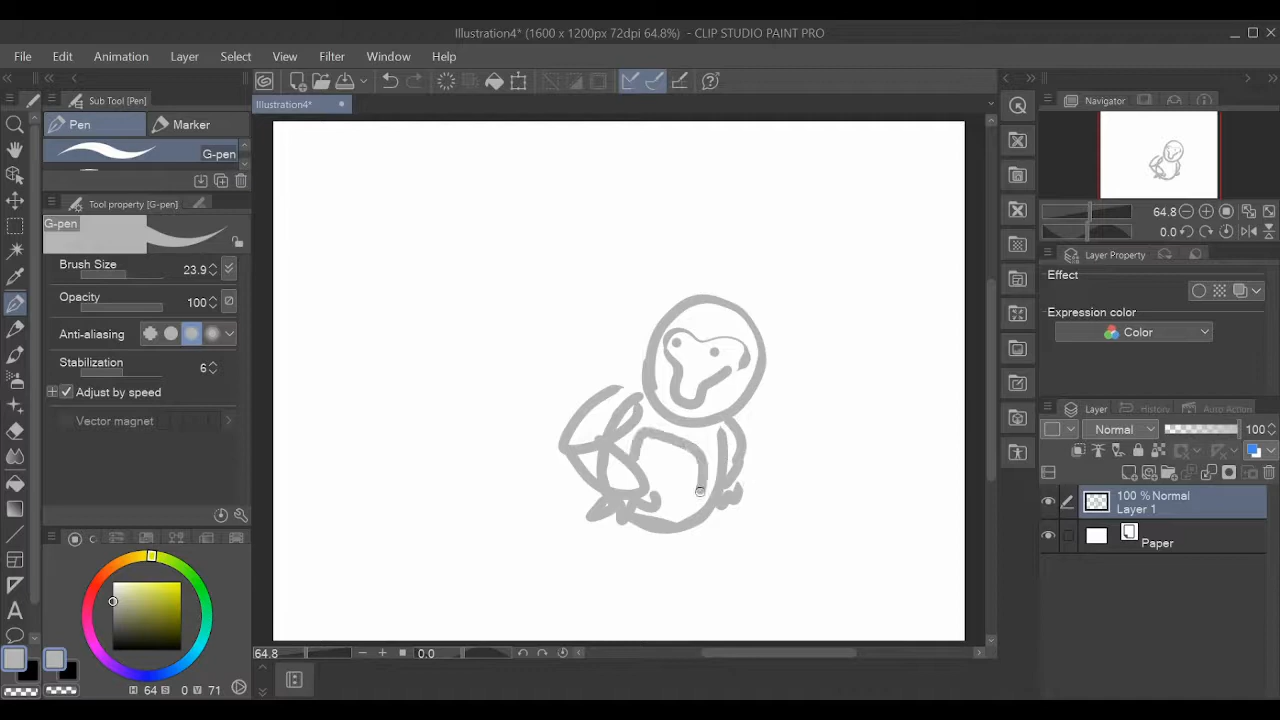 Illustration4* (1600 x 1200px 72dpi 64.8%) - CLIP STUDIO PAINT PRO
File Edit Animation Layer Select View Filter Window Help
Sub Tool [Pen]
Illustration4*
Navigator
Pen Marker
G-pen
Tool property [G-pen]
G-pen
Brush Size 23.9
Opacity 100
Anti-aliasing
Stabilization 6
Adjust by speed
Vector magnet
64.8
0.0
Layer Property
Effect
Expression color
Color
Layer History Auto Action
Normal 100
100 % Normal
Layer 1
Paper
64.8 0.0
H 64 S 0 V 71